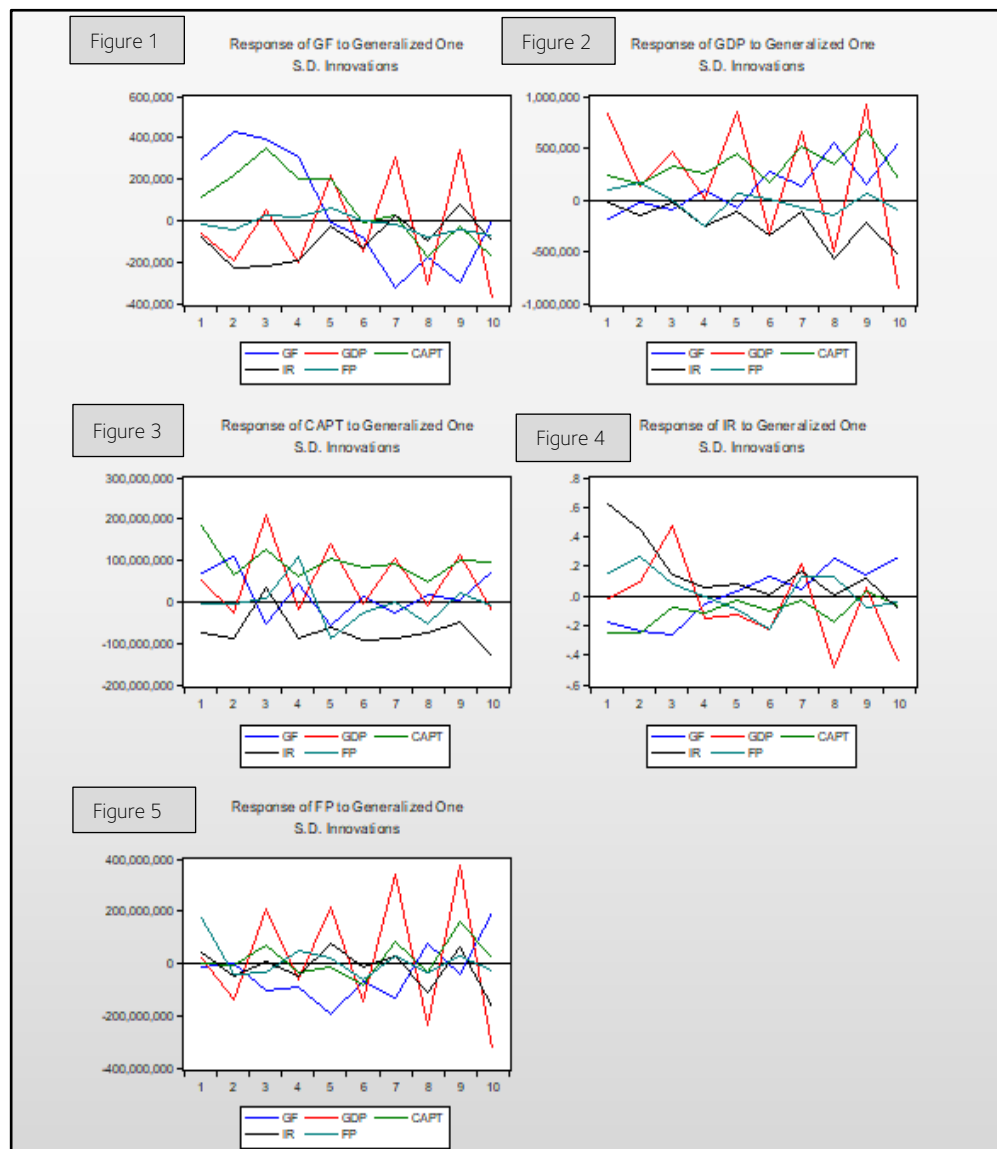 Figure 1
Response of GF to Generalized One
S.D. Innovations
600,000
400,000
200,000
0
-200,000
-400,000
1 2 3 4 5 6 7 8 9 10
GF GDP CAPT
IR FP
Figure 2
Response of GDP to Generalized One
S.D. Innovations
1,000,000
500,000
0
-500,000
-1,000,000
1 2 3 4 5 6 7 8 9 10
GF GDP CAPT
IR FP
Figure 3
Response of CAPT to Generalized One
S.D. Innovations
300,000,000
200,000,000
100,000,000
0
-100,000,000
-200,000,000
1 2 3 4 5 6 7 8 9 10
GF GDP CAPT
IR FP
Figure 4
Response of IR to Generalized One
S.D. Innovations
.8
.6
.4
.2
.0
-.2
-.4
-.6
1 2 3 4 5 6 7 8 9 10
GF GDP CAPT
IR FP
Figure 5
Response of FP to Generalized One
S.D. Innovations
400,000,000
200,000,000
0
-200,000,000
-400,000,000
1 2 3 4 5 6 7 8 9 10
GF GDP CAPT
IR FP